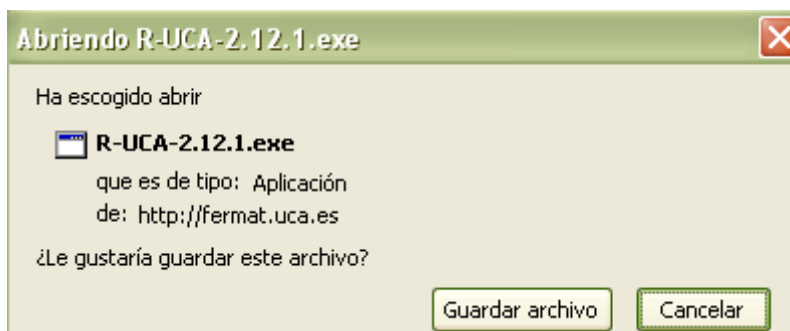 Abriendo R-UCA-2.12.1.exe
Ha escogido abrir
R-UCA-2.12.1.exe
que es de tipo: Aplicación
de: http://fermat.uca.es
¿Le gustaría guardar este archivo?
Guardar archivo Cancelar